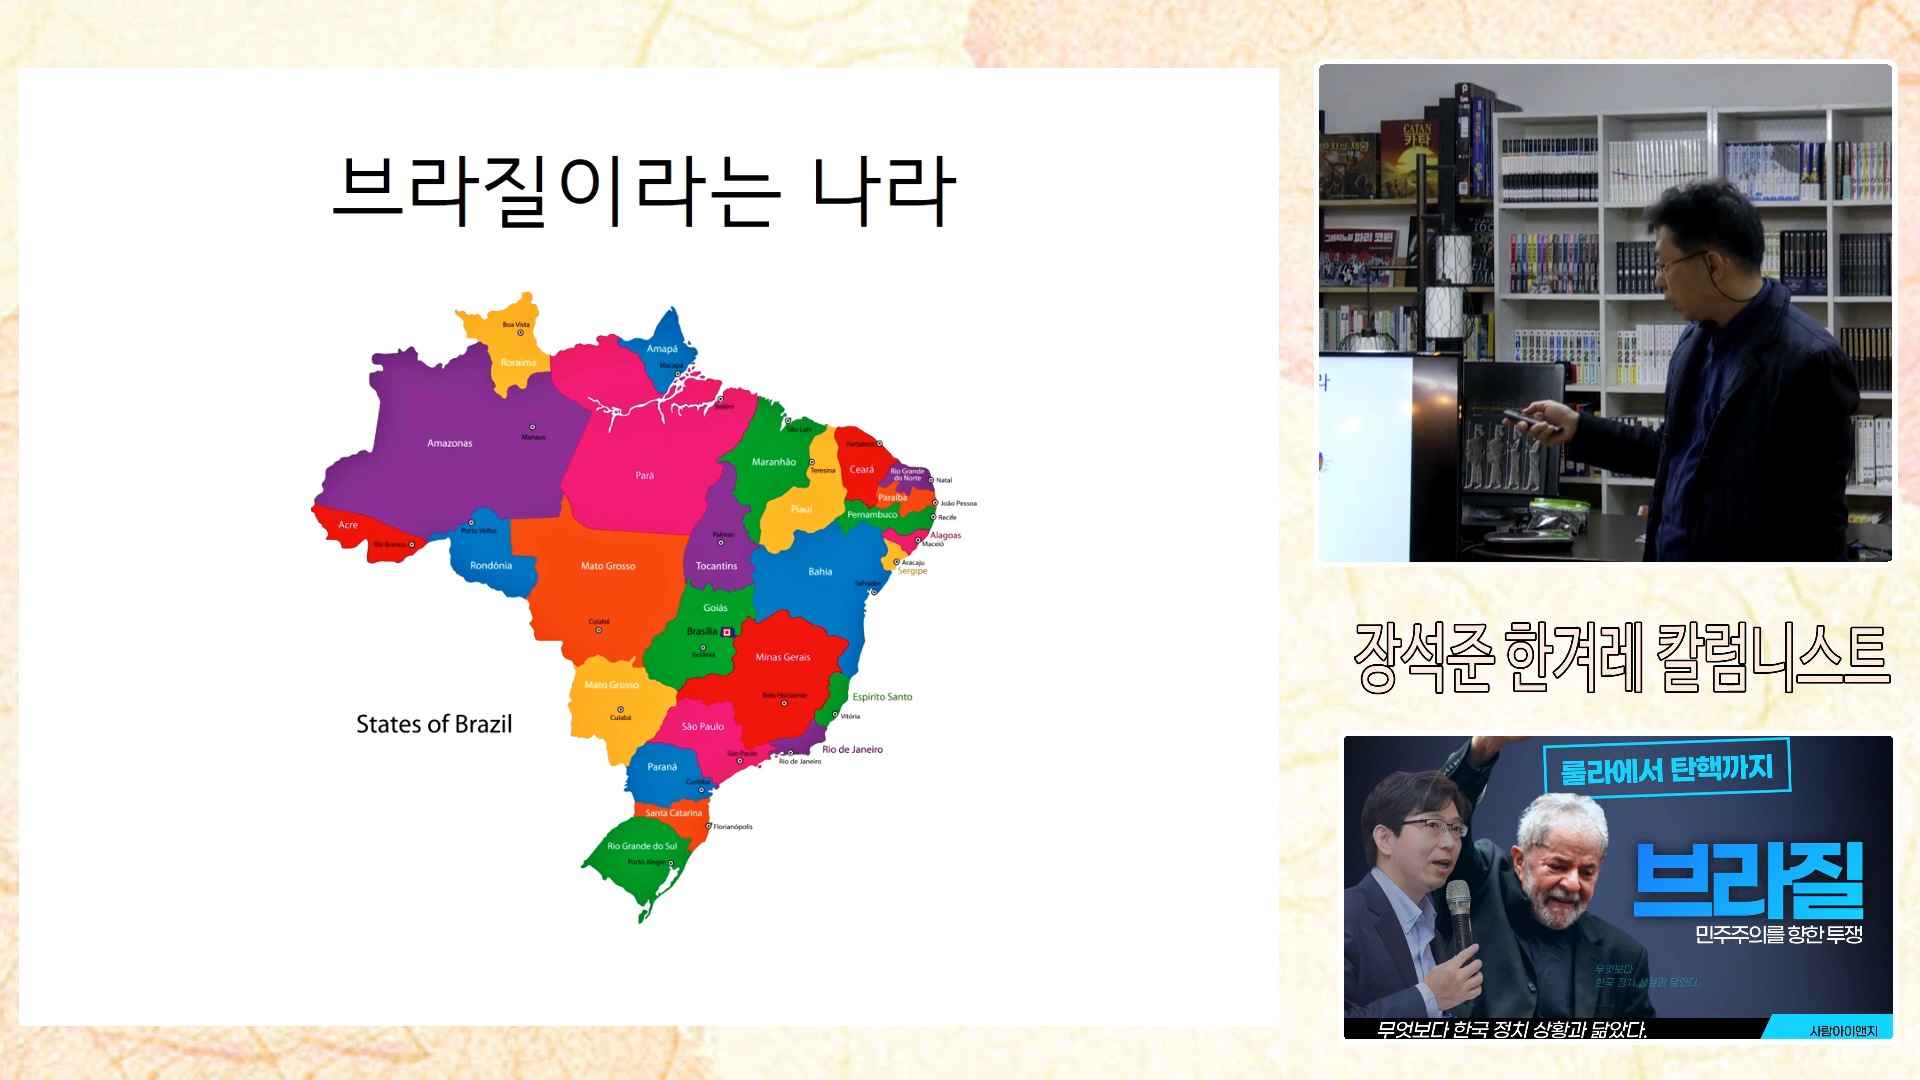 브라질이라는 나라
Boa Vista
Roraima
Amapá
Macapá
Belém
Amazonas
Manaus
Pará
São Luis
Maranhão
Teresina
Fortaleza
Ceará
Rio Grande
do Norte
Natal
Paraíba
João Pessoa
Piauí
Pernambuco
Recife
Alagoas
Maceió
Aracaju
Sergipe
Acre
Rio Branco
Porto Velho
Rondônia
Mato Grosso
Cuiabá
Palmas
Tocantins
Bahia
Salvador
Goiás
Brasília
Goiânia
Minas Gerais
Belo Horizonte
Mato Grosso
Cuiabá
Espírito Santo
Vitória
São Paulo
São Paulo
Rio de Janeiro
Rio de Janeiro
Paraná
Curitiba
Santa Catarina
Florianópolis
Rio Grande do Sul
Porto Alegre
States of Brazil
CATAN
카탄
파리 코뮌
장석준 한겨레 칼럼니스트
룰라에서 탄핵까지
브라질
민주주의를 향한 투쟁
무엇보다
한국 정치 상황과 닮았다.
무엇보다 한국 정치 상황과 닮았다.
사람아이앤지